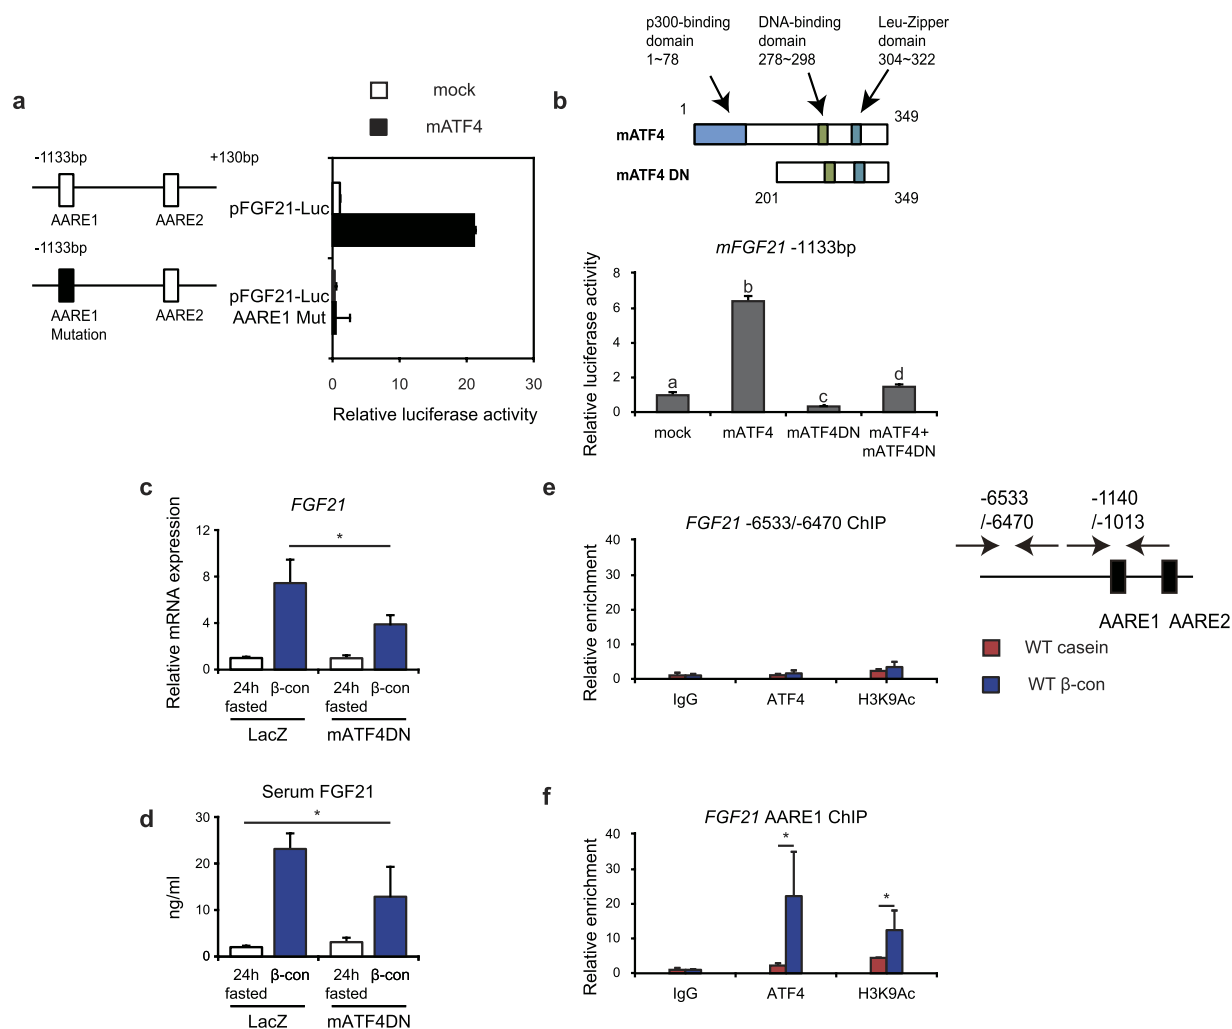 a
mock
mATF4
-1133bp
+130bp
AARE1
AARE2
pFGF21-Luc
-1133bp
AARE1
Mutation
AARE2
pFGF21-Luc
AARE1 Mut
0
10
20
30
Relative luciferase activity
b
p300-binding
domain
1~78
DNA-binding
domain
278~298
Leu-Zipper
domain
304~322
1
349
mATF4
mATF4 DN
201
349
mFGF21 -1133bp
Relative luciferase activity
8
6
4
2
0
a
b
c
d
mock
mATF4
mATF4DN
mATF4+
mATF4DN
c
FGF21
Relative mRNA expression
12
8
4
0
*
24h
fasted
β-con
24h
fasted
β-con
LacZ
mATF4DN
d
Serum FGF21
ng/ml
30
20
10
0
*
24h
fasted
β-con
24h
fasted
β-con
LacZ
mATF4DN
e
FGF21 -6533/-6470 ChIP
Relative enrichment
40
30
20
10
0
IgG
ATF4
H3K9Ac
-6533
/-6470
-1140
/-1013
AARE1
AARE2
WT casein
WT β-con
f
FGF21 AARE1 ChIP
Relative enrichment
40
30
20
10
0
*
*
IgG
ATF4
H3K9Ac